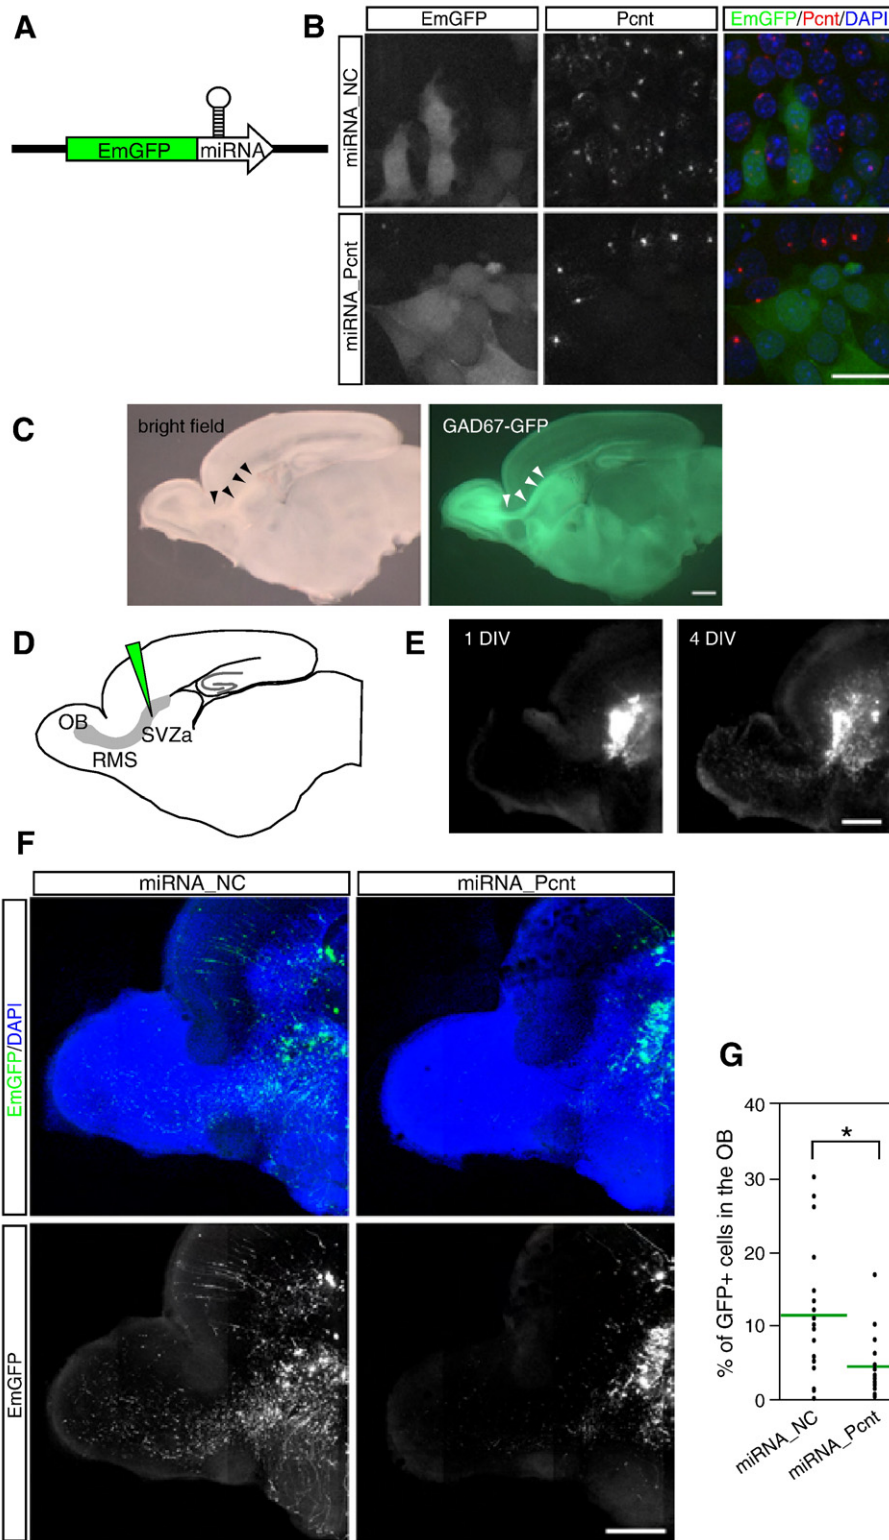 A
EmGFP
miRNA
B
EmGFP
Pcnt
EmGFP/Pcnt/DAPI
miRNA_NC
miRNA_Pcnt
C
bright field
GAD67-GFP
D
OB
RMS
SVZa
E
1 DIV
4 DIV
F
miRNA_NC
miRNA_Pcnt
EmGFP/DAPI
EmGFP
G
% of GFP+ cells in the OB
40
30
20
10
0
*
miRNA_NC
miRNA_Pcnt